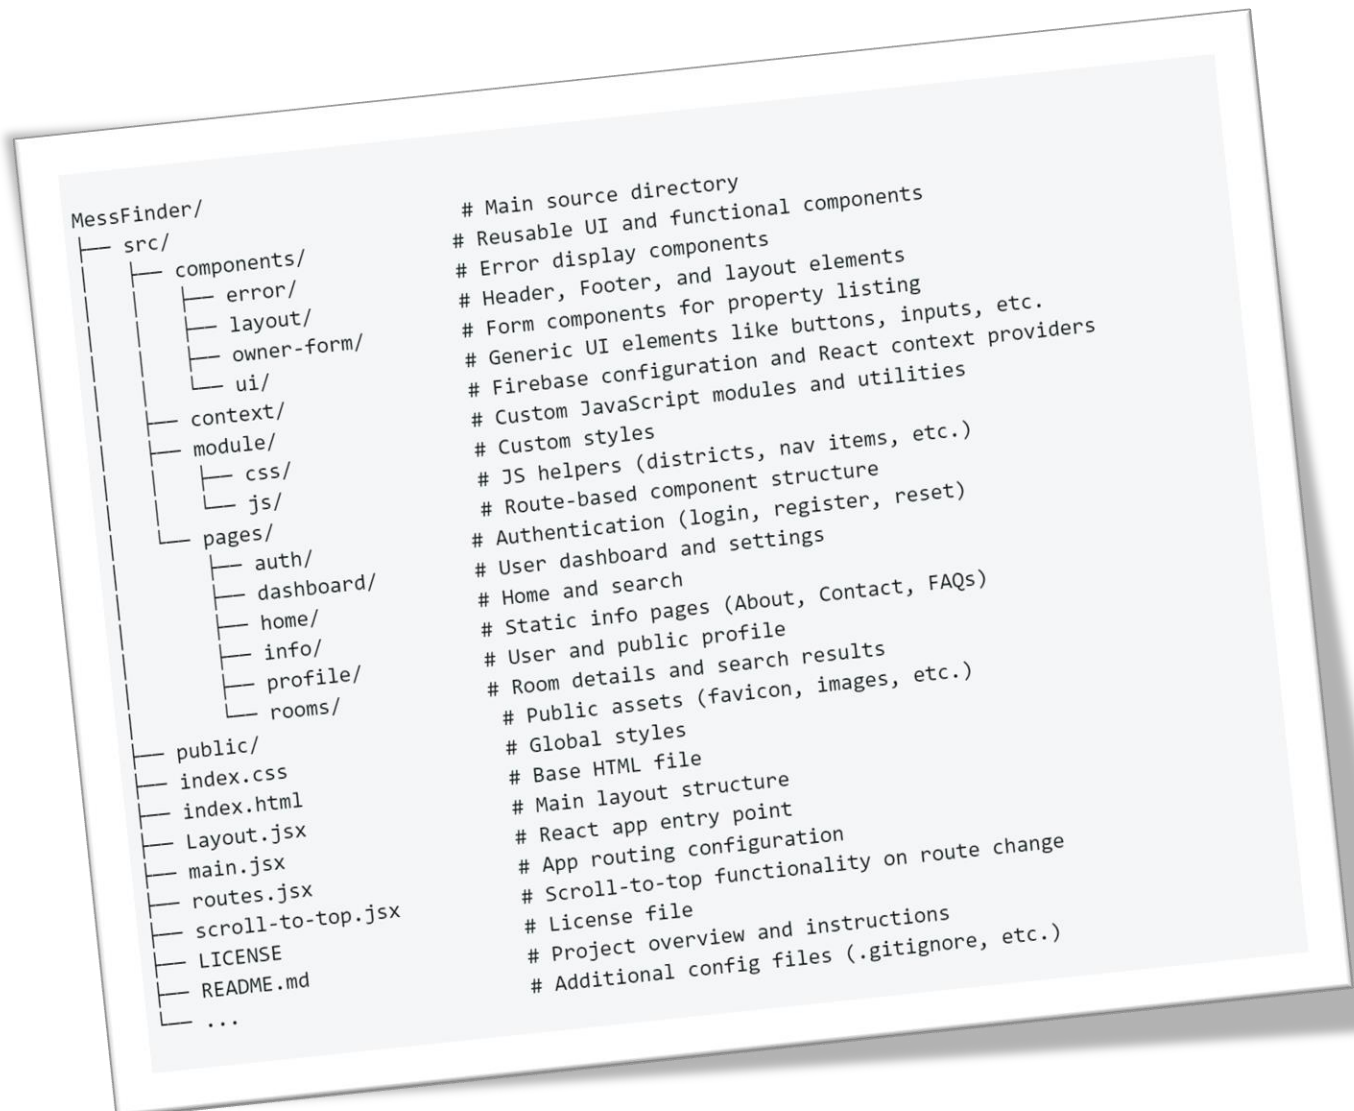 MessFinder/
├── src/ # Main source directory
│   ├── components/ # Reusable UI and functional components
│   │   ├── error/ # Error display components
│   │   ├── layout/ # Header, Footer, and layout elements
│   │   ├── owner-form/ # Form components for property listing
│   │   └── ui/ # Generic UI elements like buttons, inputs, etc.
│   ├── context/ # Firebase configuration and React context providers
│   ├── module/ # Custom JavaScript modules and utilities
│   │   ├── css/ # Custom styles
│   │   └── js/ # JS helpers (districts, nav items, etc.)
│   └── pages/ # Route-based component structure
│       ├── auth/ # Authentication (login, register, reset)
│       ├── dashboard/ # User dashboard and settings
│       ├── home/ # Home and search
│       ├── info/ # Static info pages (About, Contact, FAQs)
│       ├── profile/ # User and public profile
│       └── rooms/ # Room details and search results
├── public/ # Public assets (favicon, images, etc.)
├── index.css # Global styles
├── index.html # Base HTML file
├── Layout.jsx # Main layout structure
├── main.jsx # React app entry point
├── routes.jsx # App routing configuration
├── scroll-to-top.jsx # Scroll-to-top functionality on route change
├── LICENSE # License file
├── README.md # Project overview and instructions
└── ... # Additional config files (.gitignore, etc.)